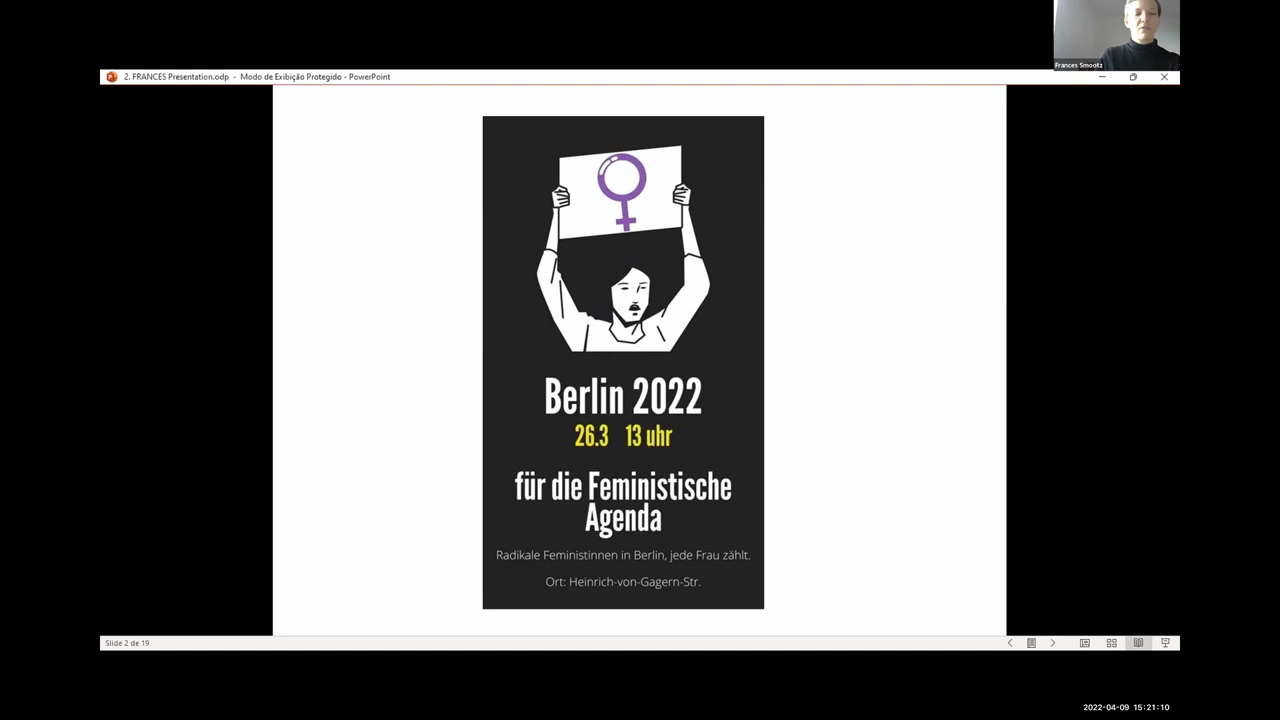 Frances Smootz
2. FRANCES Presentation.odp - Modo de Exibição Protegido - PowerPoint
Berlin 2022
26.3 13 uhr
für die Feministische
Agenda
Radikale Feministinnen in Berlin, jede Frau zählt.
Ort: Heinrich-von-Gagern-Str.
Slide 2 de 19
2022-04-09 15:21:10